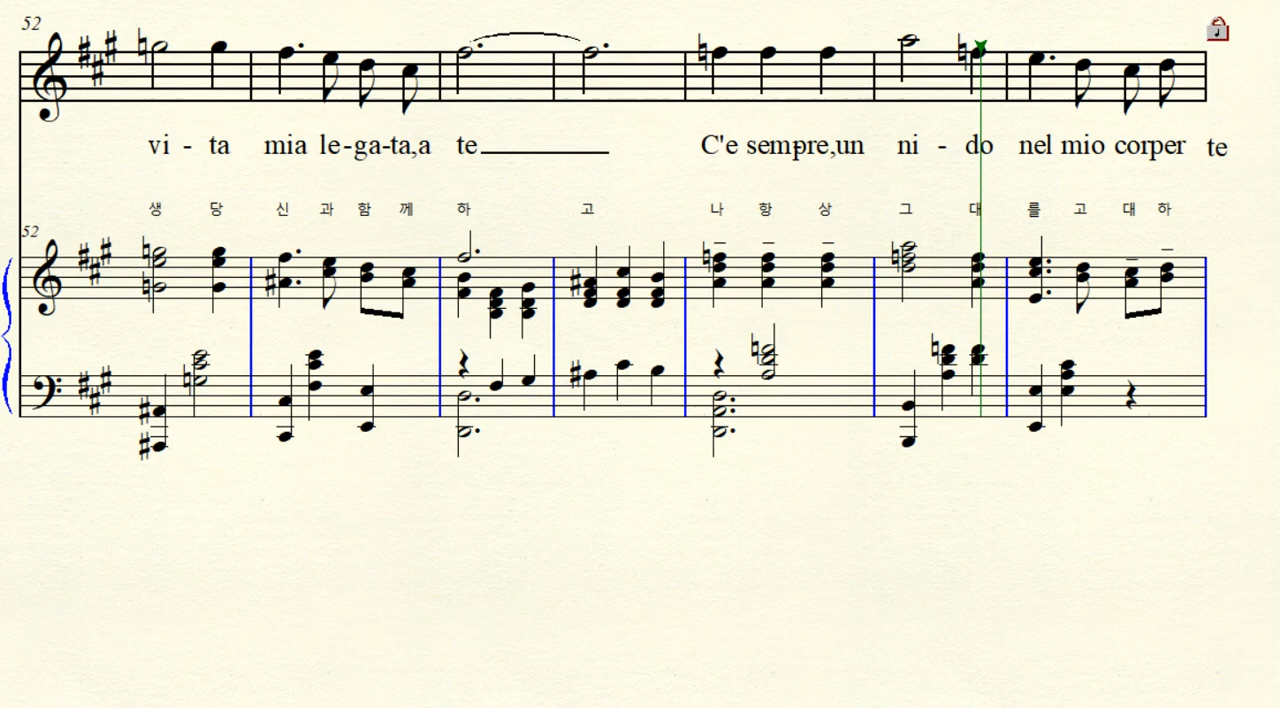 52
vi - ta mia le-ga-ta,a te C'e sempre,un ni - do nel mio corper te
생 당 신 과 함 께 하 고 나 항 상 그 대 를 고 대 하
52